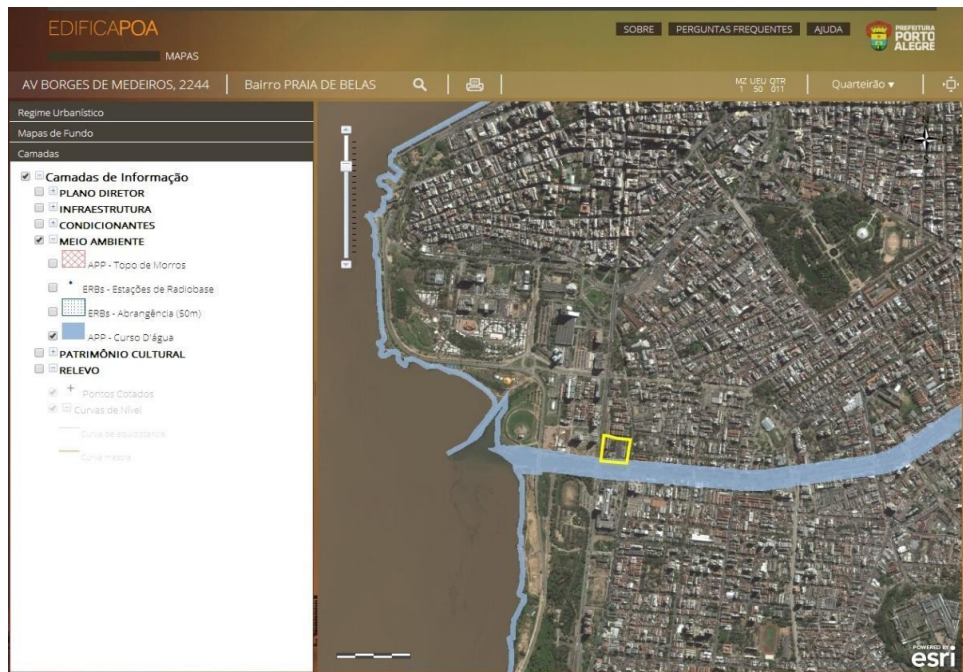 EDIFICAPOA
SOBRE PERGUNTAS FREQUENTES AJUDA
PREFEITURA
PORTO
ALEGRE
MAPAS
AV BORGES DE MEDEIROS, 2244 Bairro PRAIA DE BELAS MZ UEU QTR Quarteirão
1 50 011
Regime Urbanístico
Mapas de Fundo
Camadas
Camadas de Informação
PLANO DIRETOR
INFRAESTRUTURA
CONDICIONANTES
MEIO AMBIENTE
APP - Topo de Morros
ERBs - Estações de Radiobase
ERBs - Abrangência (50m)
APP - Curso D'água
PATRIMÔNIO CULTURAL
RELEVO
Pontos Cotados
Curvas de Nível
Curva mestra
N
POWERED BY
esri